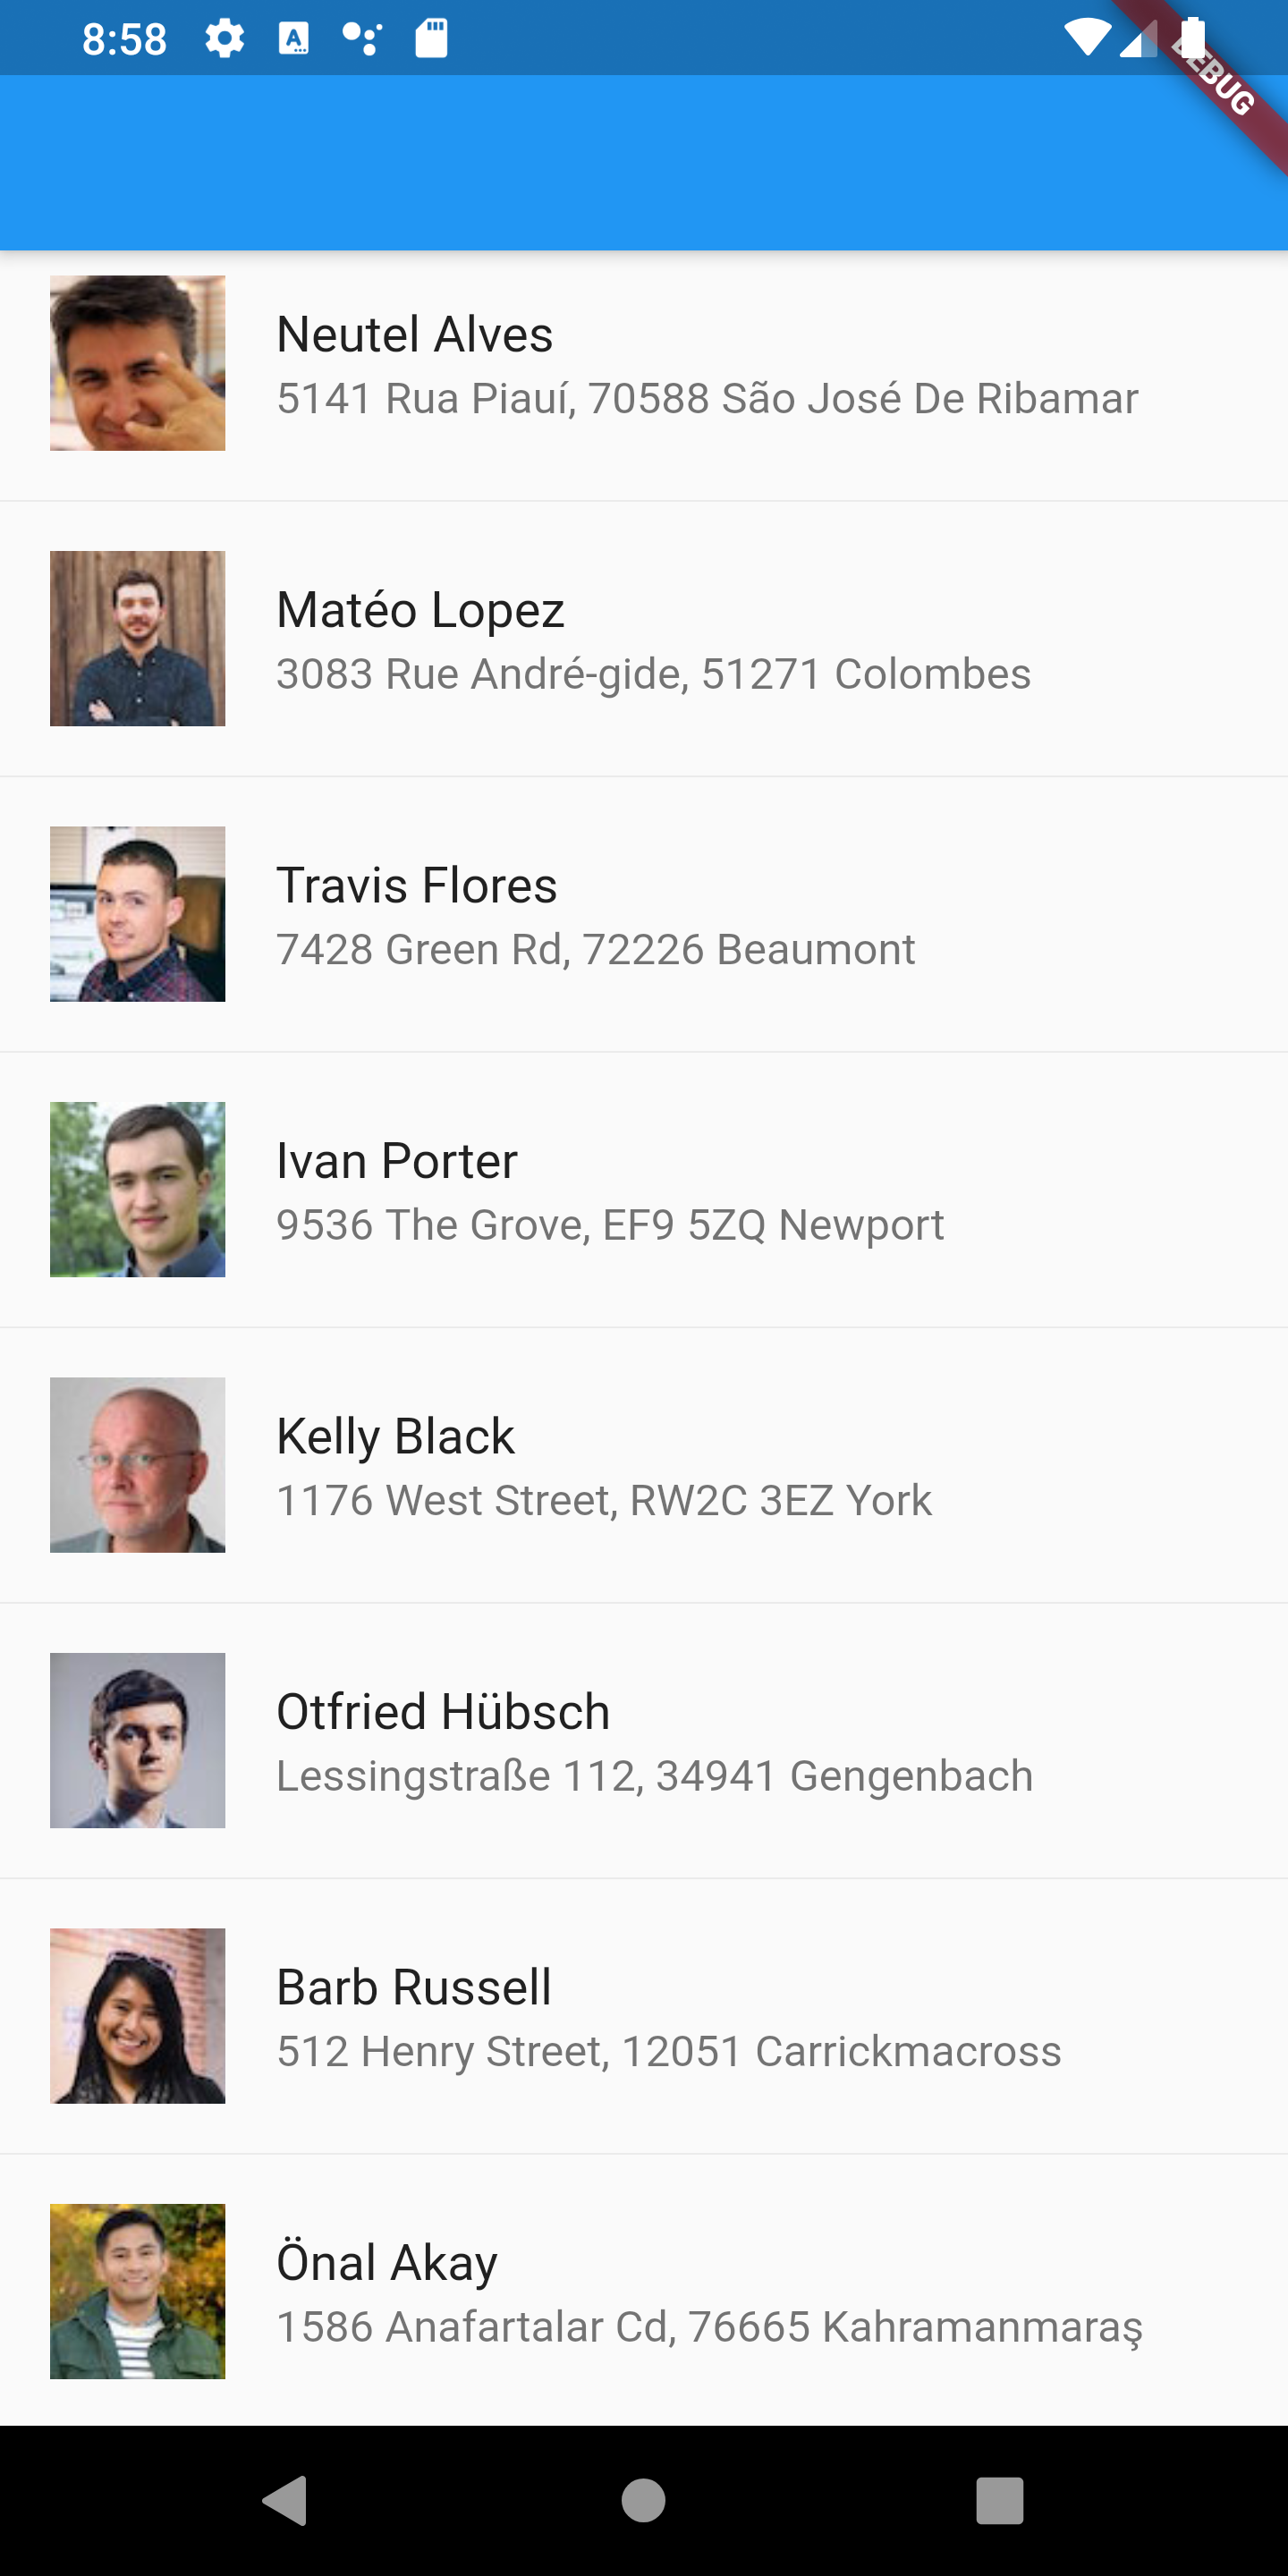 8:58
DEBUG
Neutel Alves
5141 Rua Piauí, 70588 São José De Ribamar
Matéo Lopez
3083 Rue André-gide, 51271 Colombes
Travis Flores
7428 Green Rd, 72226 Beaumont
Ivan Porter
9536 The Grove, EF9 5ZQ Newport
Kelly Black
1176 West Street, RW2C 3EZ York
Otfried Hübsch
Lessingstraße 112, 34941 Gengenbach
Barb Russell
512 Henry Street, 12051 Carrickmacross
Önal Akay
1586 Anafartalar Cd, 76665 Kahramanmaraş